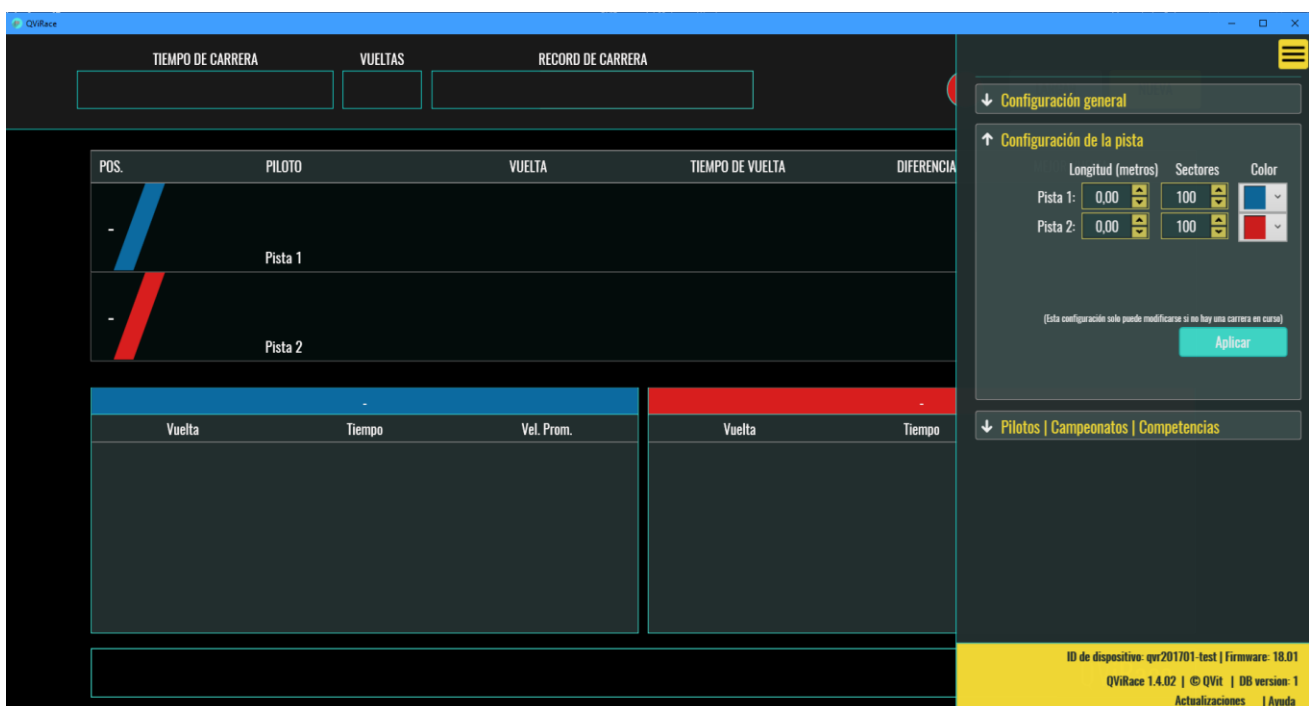 QViRace
TIEMPO DE CARRERA VUELTAS RECORD DE CARRERA
POS. PILOTO VUELTA TIEMPO DE VUELTA DIFERENCIA
-
Pista 1
-
Pista 2
- -
Vuelta Tiempo Vel. Prom. Vuelta Tiempo
Configuración general
Configuración de la pista
Longitud (metros) Sectores Color
Pista 1: 0,00 100
Pista 2: 0,00 100
(Esta configuración solo puede modificarse si no hay una carrera en curso)
Aplicar
Pilotos | Campeonatos | Competencias
ID de dispositivo: qvr201701-test | Firmware: 18.01
QViRace 1.4.02 | © QVit | DB version: 1
Actualizaciones | Ayuda